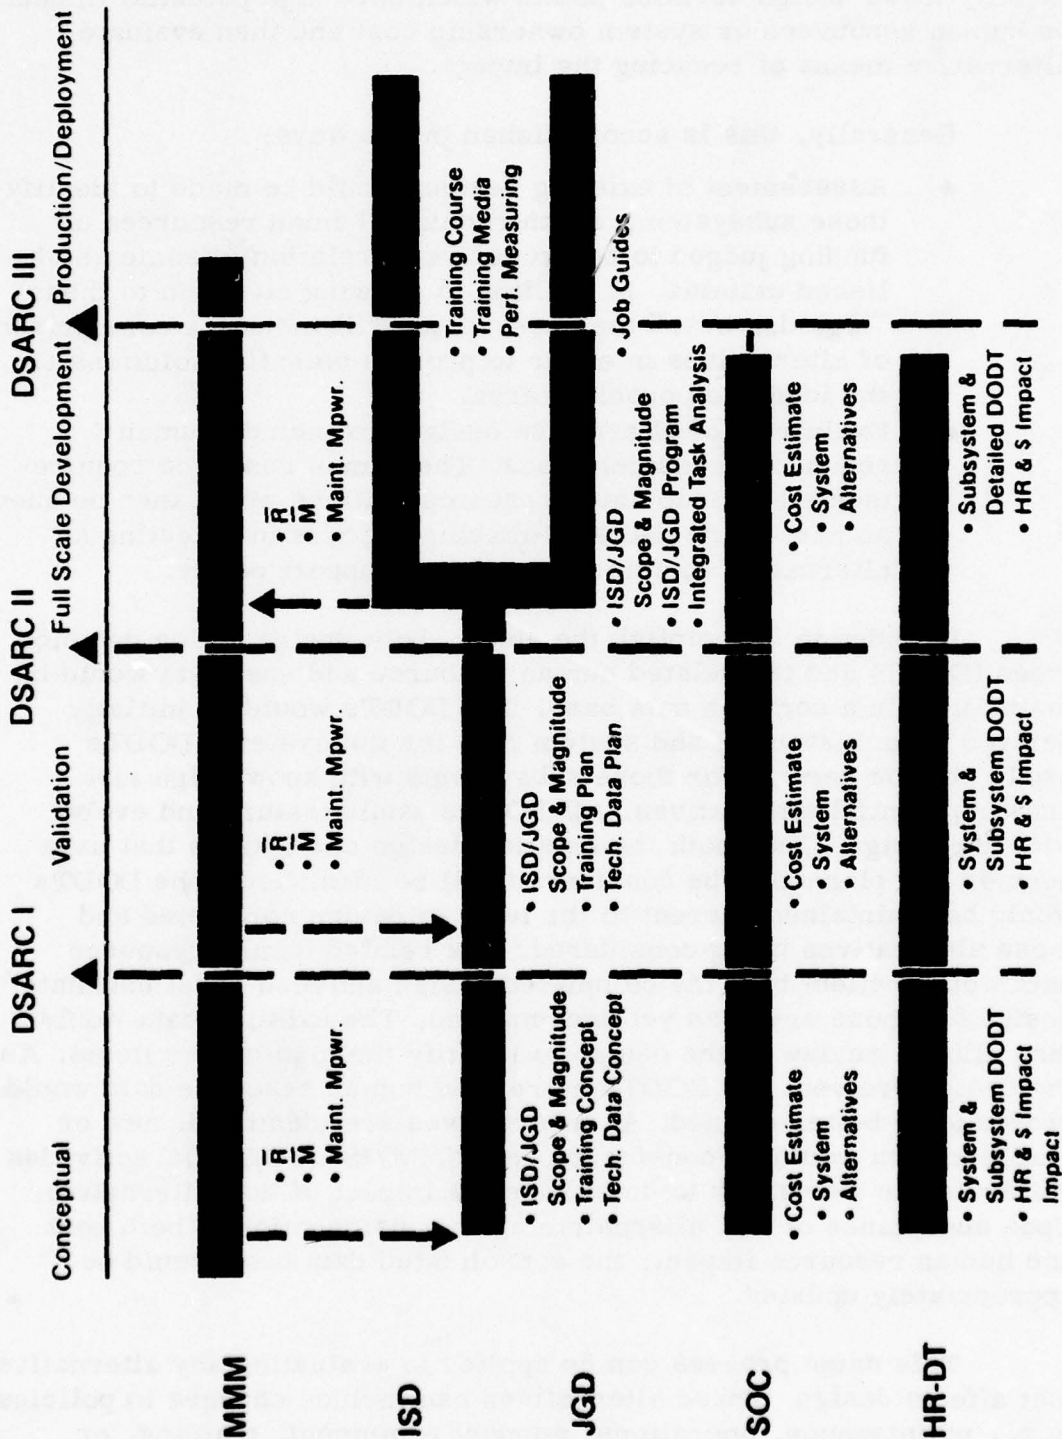 DSARC I
DSARC II
DSARC III
Conceptual
Validation
Full Scale Development
Production/Deployment
MMM
• R̅
• M̅
• Maint. Mpwr.
• R̅
• M̅
• Maint. Mpwr.
• R̅
• M̅
• Maint. Mpwr.
ISD
• Training Course
• Training Media
• Perf. Measuring
• ISD/JGD
Scope & Magnitude
• Training Concept
• Tech. Data Concept
• ISD/JGD
Scope & Magnitude
• Training Plan
• Tech Data Plan
JGD
• ISD/JGD
Scope & Magnitude
• ISD/JGD Program
• Integrated Task Analysis
• Job Guides
SOC
• Cost Estimate
• System
• Alternatives
• Cost Estimate
• System
• Alternatives
• Cost Estimate
• System
• Alternatives
HR-DT
• System &
Subsystem DODT
• HR & $ Impact
Impact
• System &
Subsystem DODT
• HR & $ Impact
• Subsystem &
Detailed DODT
• HR & $ Impact